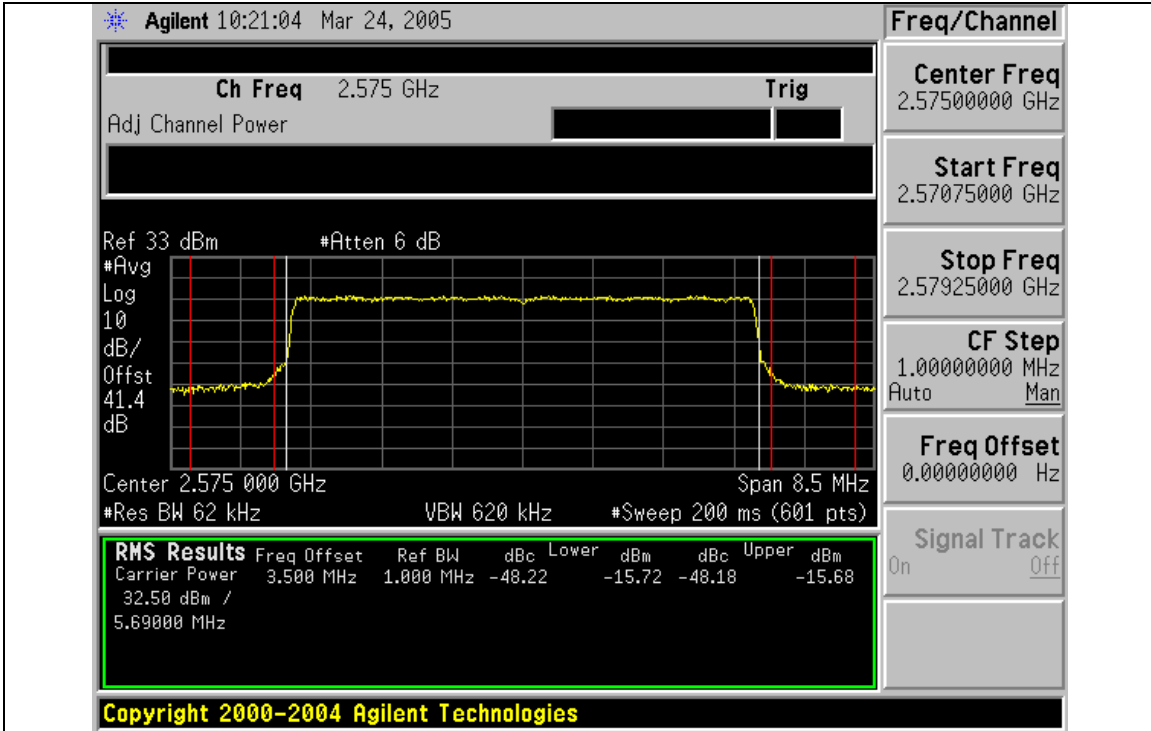 Agilent 10:21:04 Mar 24, 2005
Freq/Channel
Ch Freq 2.575 GHz Trig
Adj Channel Power
Center Freq
2.57500000 GHz
Start Freq
2.57075000 GHz
Stop Freq
2.57925000 GHz
CF Step
1.00000000 MHz
Auto Man
Freq Offset
0.00000000 Hz
Signal Track
On Off
Ref 33 dBm #Atten 6 dB
#Avg
Log
10
dB/
Offst
41.4
dB
Center 2.575 000 GHz Span 8.5 MHz
#Res BW 62 kHz VBW 620 kHz #Sweep 200 ms (601 pts)
RMS Results Freq Offset Ref BW dBc Lower dBm dBc Upper dBm
Carrier Power 3.500 MHz 1.000 MHz -48.22 -15.72 -48.18 -15.68
32.50 dBm /
5.69000 MHz
Copyright 2000-2004 Agilent Technologies